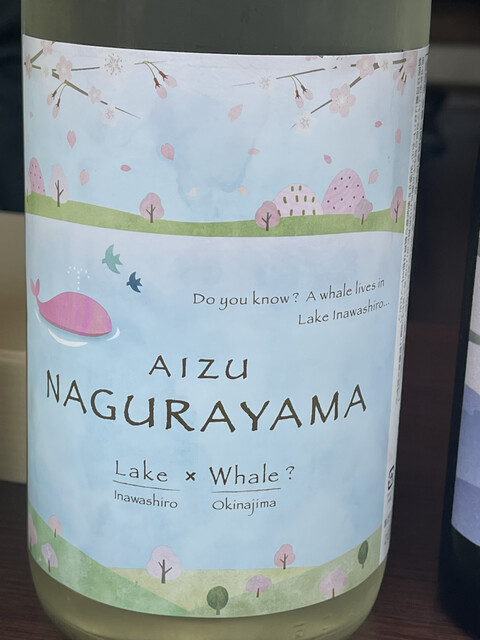 Do you know? A whale lives in
Lake Inawashiro...
AIZU
NAGURAYAMA
Lake × Whale?
Inawashiro Okinajima